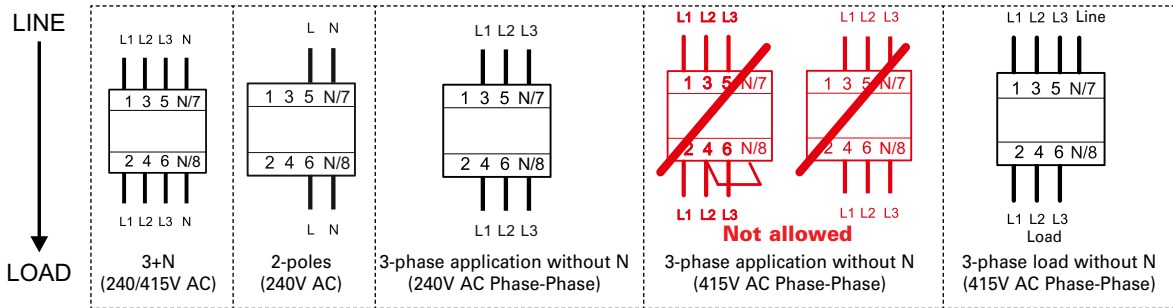 LINE
LOAD
L1 L2 L3 N
1 3 5 N/7
2 4 6 N/8
L1 L2 L3 N
3+N
(240/415V AC)
L N
1 3 5 N/7
2 4 6 N/8
L N
2-poles
(240V AC)
L1 L2 L3
1 3 5 N/7
2 4 6 N/8
L1 L2 L3
3-phase application without N
(240V AC Phase-Phase)
L1 L2 L3
1 3 5 N/7
2 4 6 N/8
L1 L2 L3
L1 L2 L3
1 3 5 N/7
2 4 6 N/8
L1 L2 L3
Not allowed
3-phase application without N
(415V AC Phase-Phase)
L1 L2 L3 Line
1 3 5 N/7
2 4 6 N/8
L1 L2 L3
Load
3-phase load without N
(415V AC Phase-Phase)